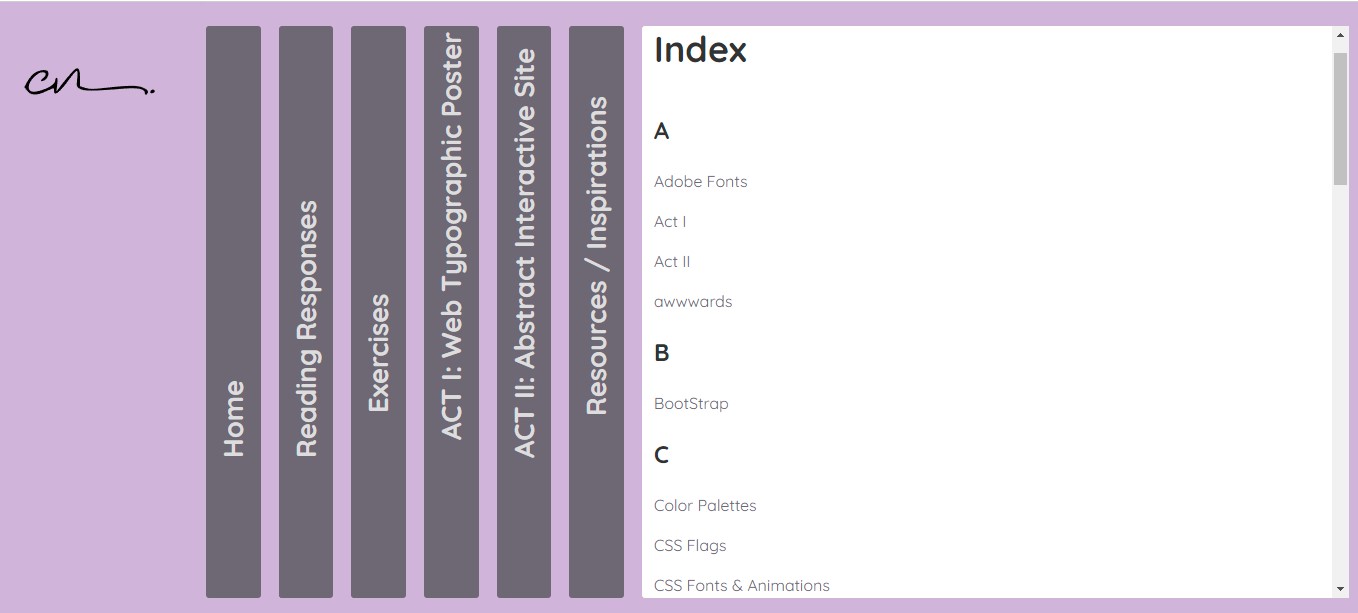 Home
Reading Responses
Exercises
ACT I: Web Typographic Poster
ACT II: Abstract Interactive Site
Resources / Inspirations
Index
A
Adobe Fonts
Act I
Act II
awwwards
B
BootStrap
C
Color Palettes
CSS Flags
CSS Fonts & Animations